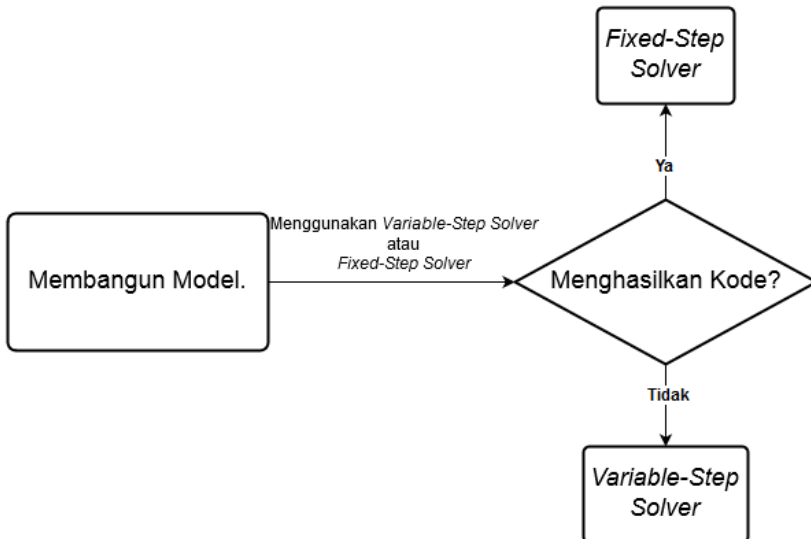 Fixed-Step
Solver
Ya
Menggunakan Variable-Step Solver
atau
Fixed-Step Solver
Membangun Model.
Menghasilkan Kode?
Tidak
Variable-Step
Solver